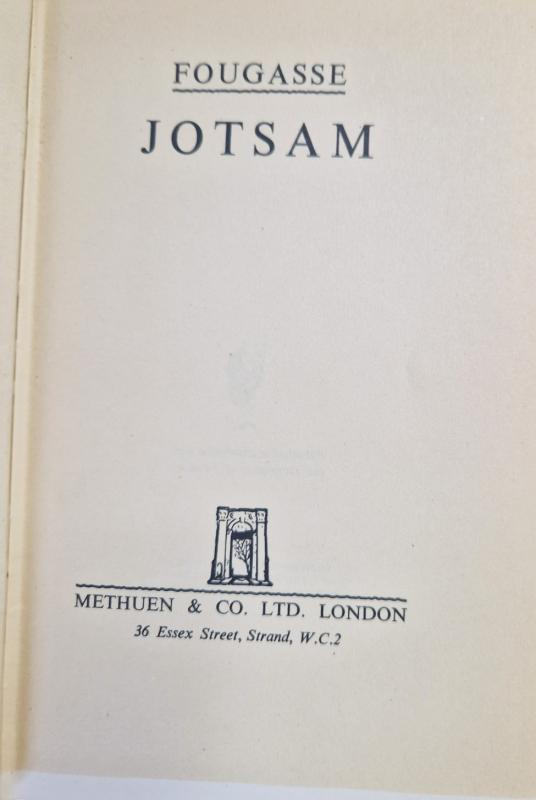 FOUGASSE
JOTSAM
METHUEN & CO. LTD. LONDON
36 Essex Street, Strand, W.C.2